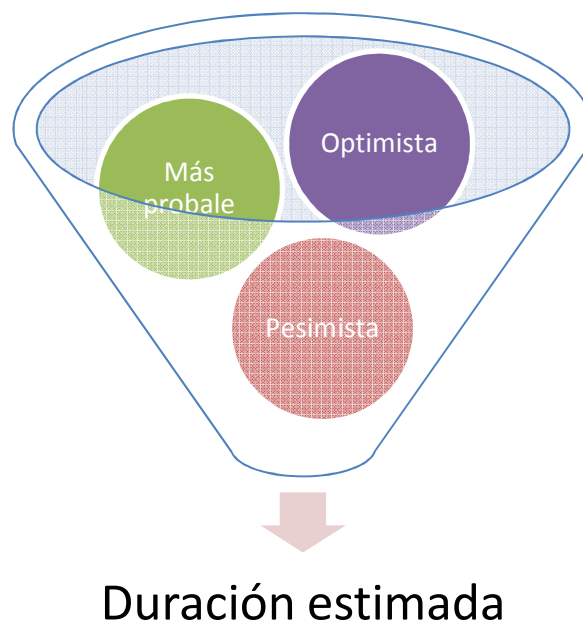 Optimista
Más
probale
Pesimista
Duración estimada